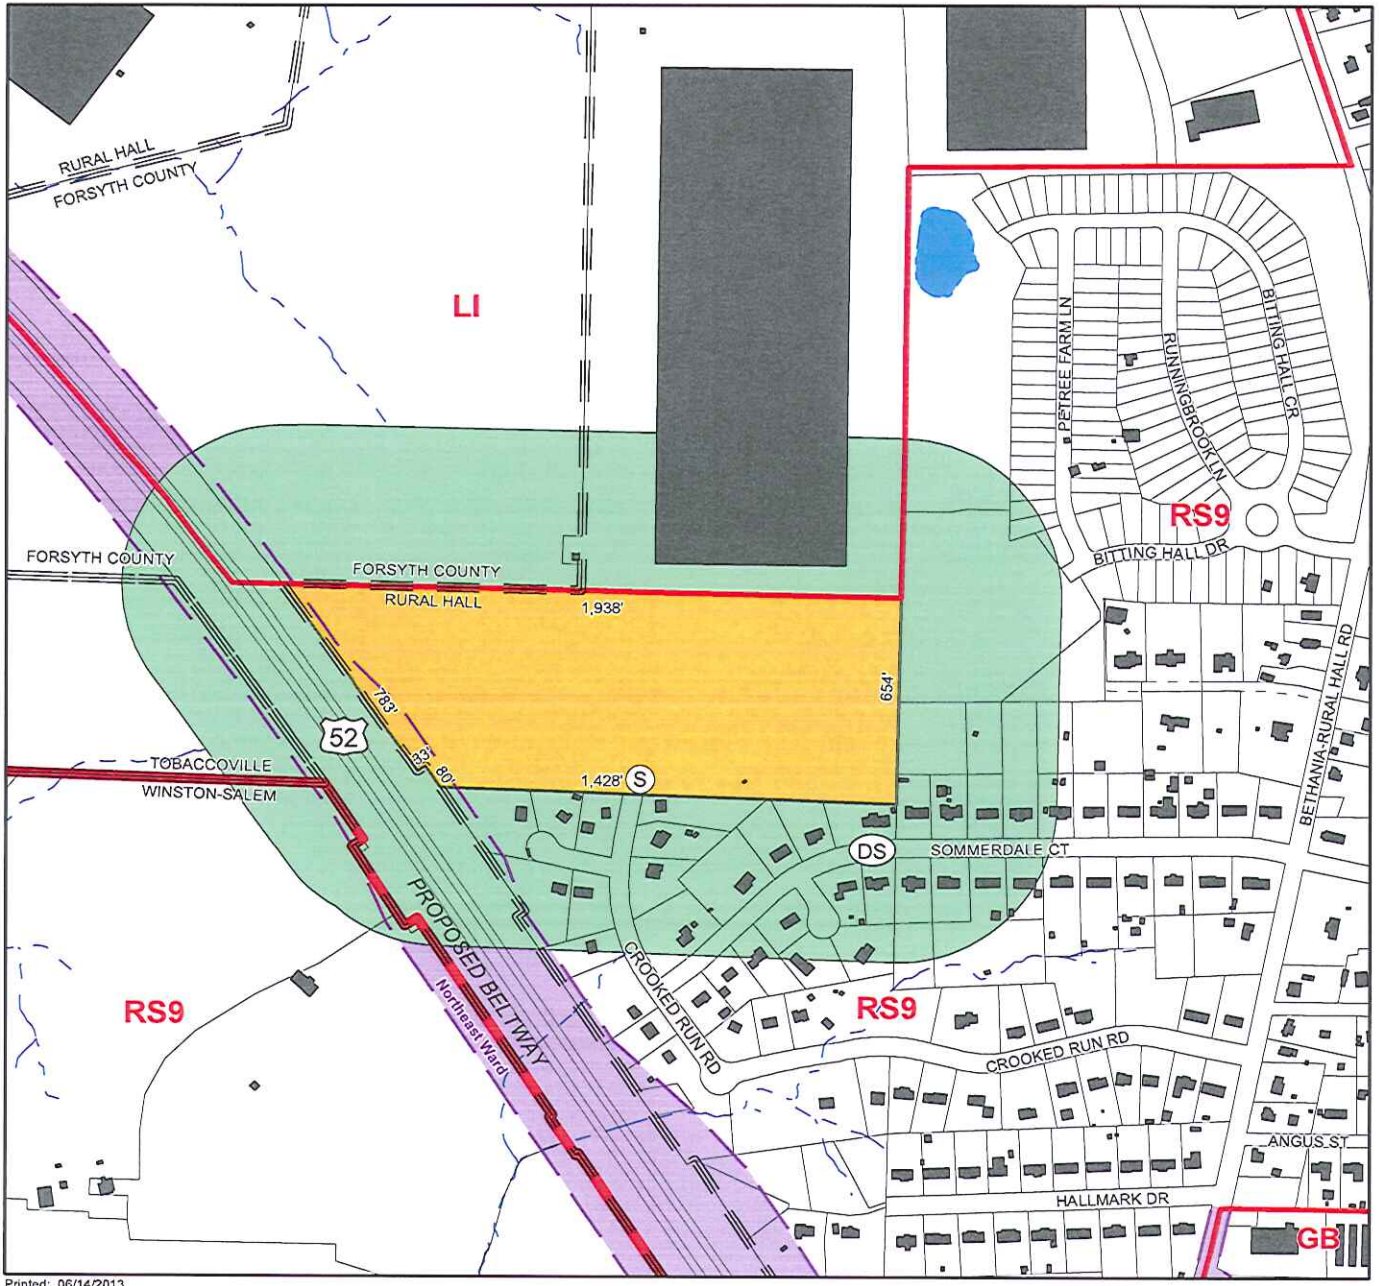 RURAL HALL
FORSYTH COUNTY
LI
PETREE FARM LN
RUNNINGBROOK LN
BITTING HALL CR
RS9
BITTING HALL DR
FORSYTH COUNTY
FORSYTH COUNTY
RURAL HALL
1,938'
BETHANIA-RURAL HALL RD
654'
783'
33'
80'
52
TOBACCOVILLE
WINSTON-SALEM
1,428'
S
DS
SOMMERDALE CT
PROPOSED BELTWAY
Northeast Ward
CROOKED RUN RD
RS9
RS9
CROOKED RUN RD
ANGUS ST
HALLMARK DR
GB
Printed: 06/14/2013